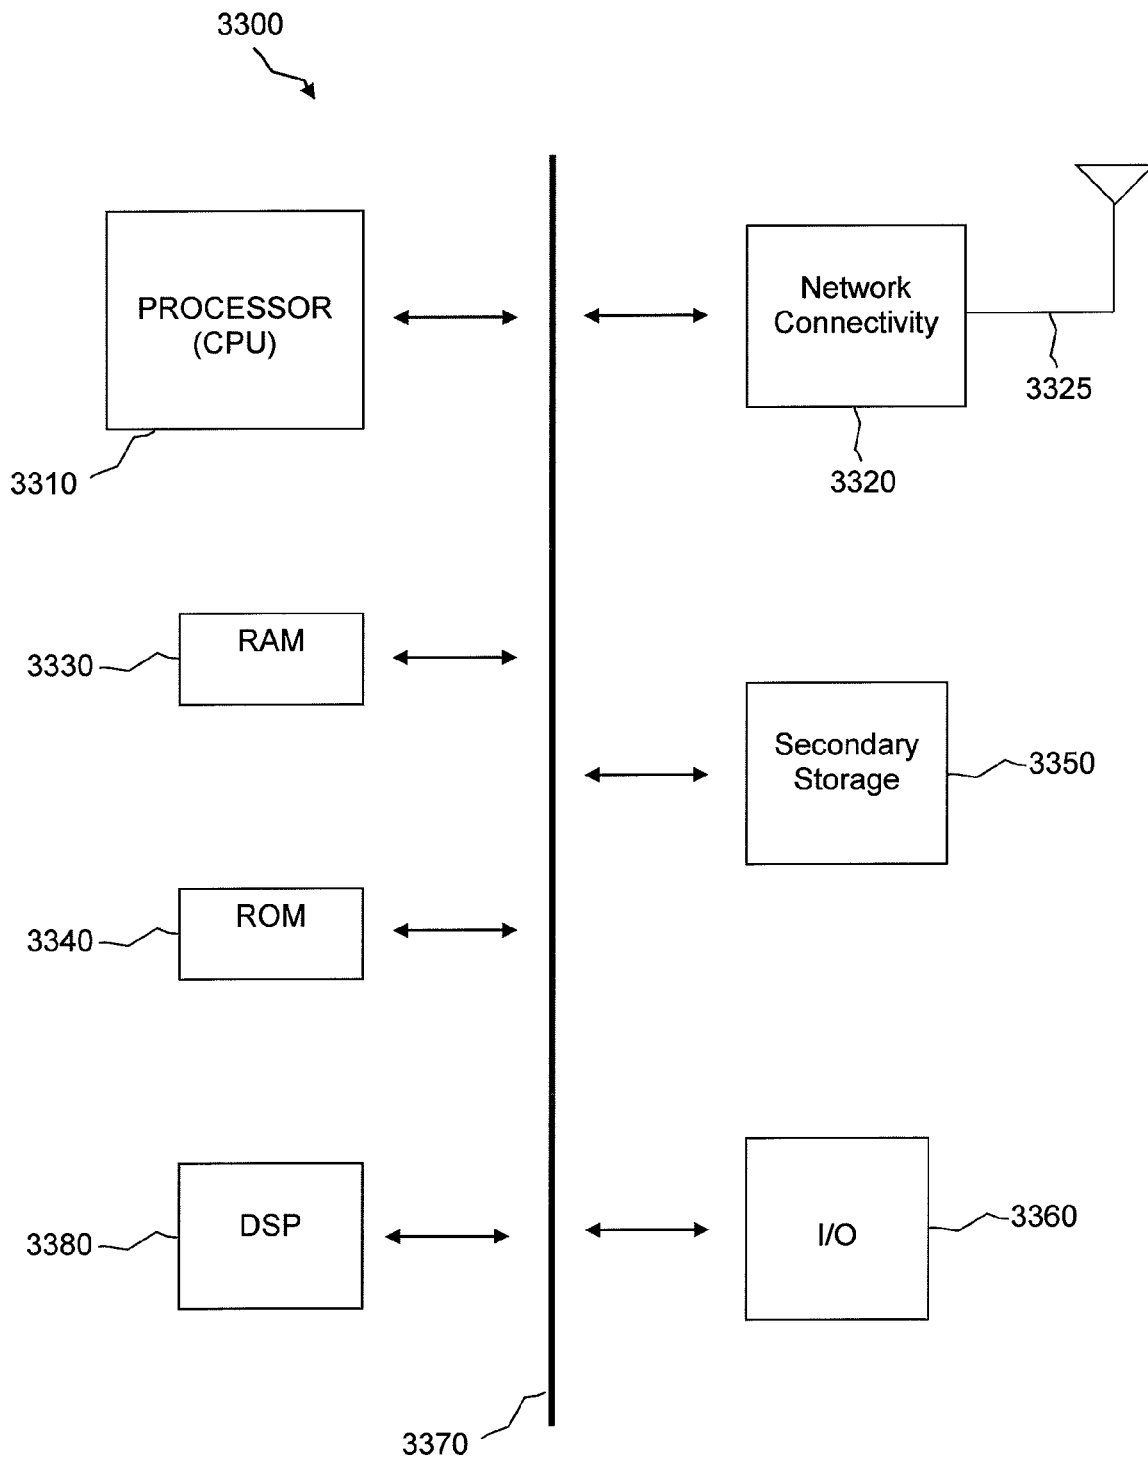 3300
PROCESSOR
(CPU)
3310
Network
Connectivity
3325
3320
RAM
3330
Secondary
Storage
3350
ROM
3340
DSP
3380
I/O
3360
3370